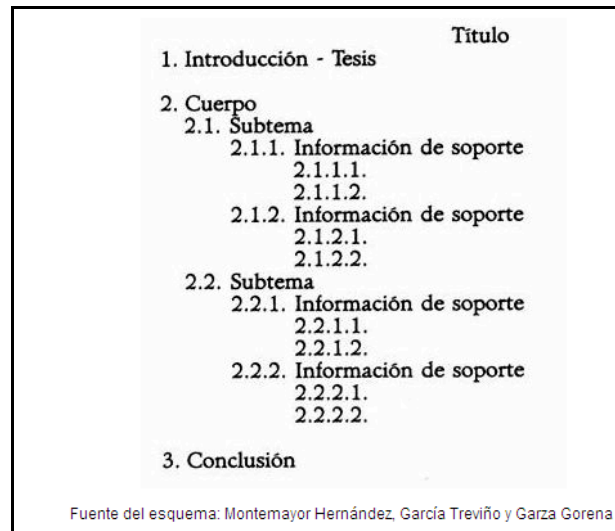 Título
1. Introducción - Tesis
2. Cuerpo
2.1. Subtema
2.1.1. Información de soporte
2.1.1.1.
2.1.1.2.
2.1.2. Información de soporte
2.1.2.1.
2.1.2.2.
2.2. Subtema
2.2.1. Información de soporte
2.2.1.1.
2.2.1.2.
2.2.2. Información de soporte
2.2.2.1.
2.2.2.2.
3. Conclusión
Fuente del esquema: Montemayor Hernández, García Treviño y Garza Gorena